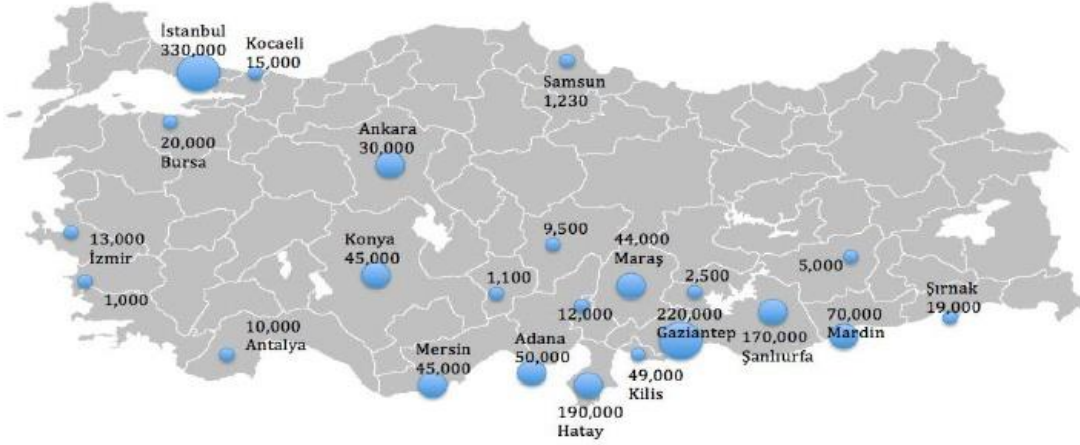 İstanbul
330,000
Kocaeli
15,000
Samsun
1,230
20,000
Bursa
Ankara
30,000
13,000
İzmir
1,000
Konya
45,000
9,500
44,000
Maraş
2,500
5,000
1,100
12,000
220,000
Gaziantep
70,000
Mardin
Şırnak
19,000
10,000
Antalya
Mersin
45,000
Adana
50,000
170,000
Şanlıurfa
49,000
Kilis
190,000
Hatay